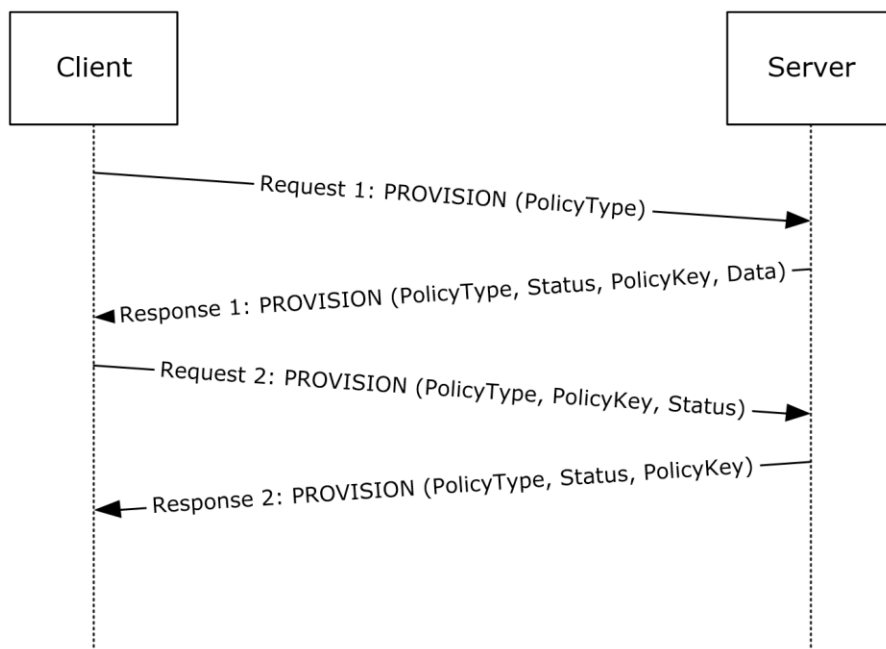 Client
Server
Request 1: PROVISION (PolicyType)
Response 1: PROVISION (PolicyType, Status, PolicyKey, Data)
Request 2: PROVISION (PolicyType, PolicyKey, Status)
Response 2: PROVISION (PolicyType, Status, PolicyKey)